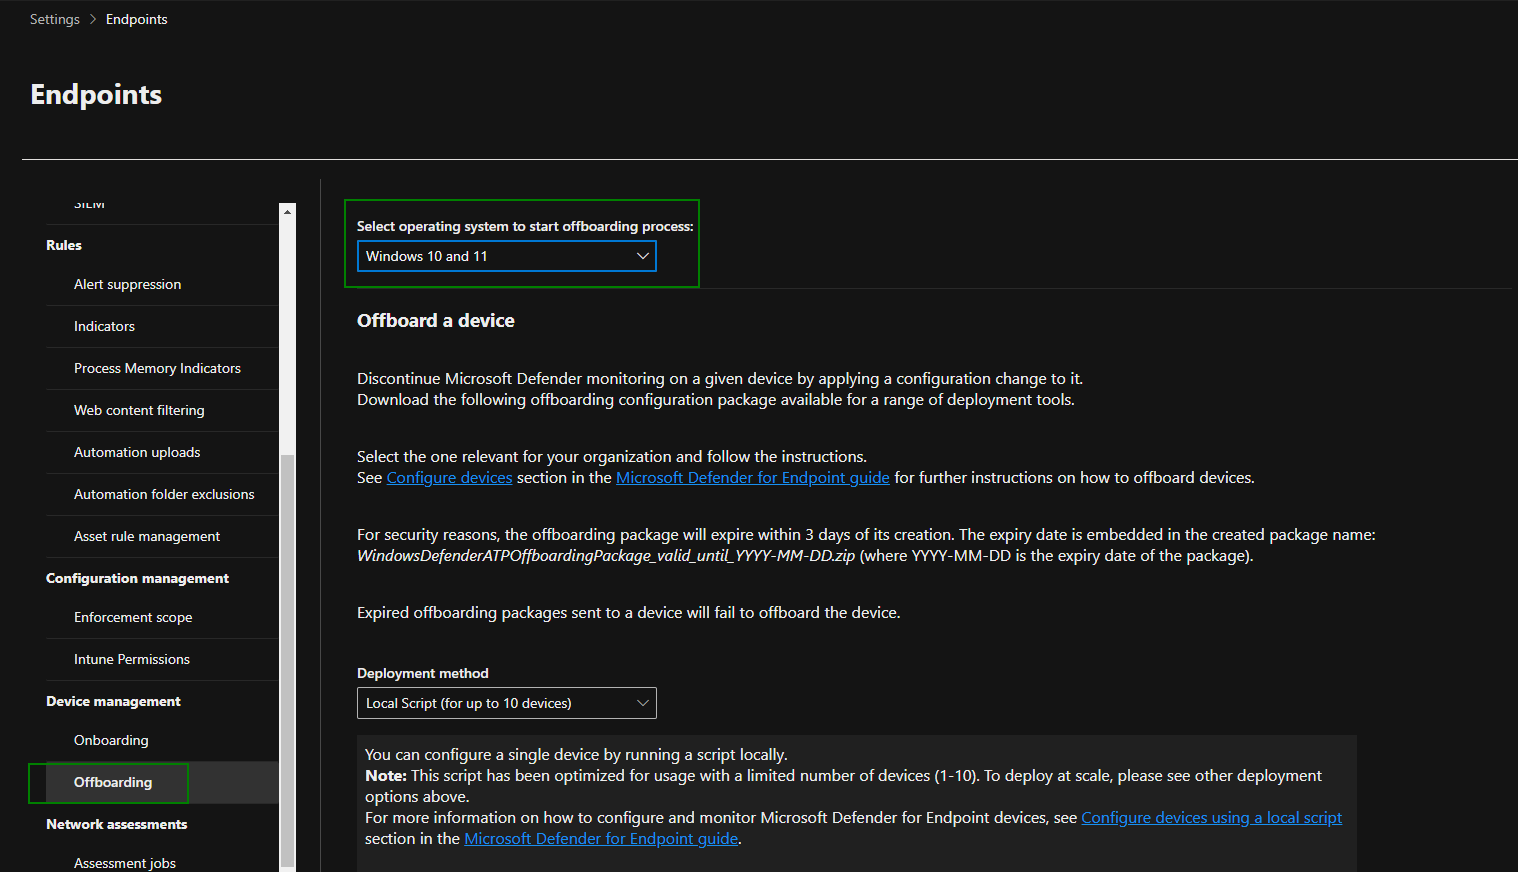 Settings > Endpoints
Endpoints
SIEM
Rules
Alert suppression
Indicators
Process Memory Indicators
Web content filtering
Automation uploads
Automation folder exclusions
Asset rule management
Configuration management
Enforcement scope
Intune Permissions
Device management
Onboarding
Offboarding
Network assessments
Assessment jobs
Select operating system to start offboarding process:
Windows 10 and 11
Offboard a device
Discontinue Microsoft Defender monitoring on a given device by applying a configuration change to it.
Download the following offboarding configuration package available for a range of deployment tools.
Select the one relevant for your organization and follow the instructions.
See Configure devices section in the Microsoft Defender for Endpoint guide for further instructions on how to offboard devices.
For security reasons, the offboarding package will expire within 3 days of its creation. The expiry date is embedded in the created package name:
WindowsDefenderATPOffboardingPackage_valid_until_YYYY-MM-DD.zip (where YYYY-MM-DD is the expiry date of the package).
Expired offboarding packages sent to a device will fail to offboard the device.
Deployment method
Local Script (for up to 10 devices)
You can configure a single device by running a script locally.
Note: This script has been optimized for usage with a limited number of devices (1-10). To deploy at scale, please see other deployment
options above.
For more information on how to configure and monitor Microsoft Defender for Endpoint devices, see Configure devices using a local script
section in the Microsoft Defender for Endpoint guide.